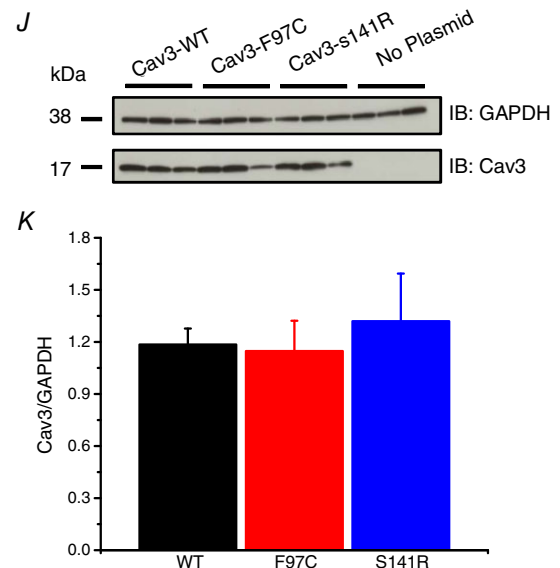 J
Cav3-WT Cav3-F97C Cav3-s141R No Plasmid
kDa
38 IB: GAPDH
17 IB: Cav3
K
1.8
1.5
1.2
0.9
0.6
0.3
0.0
Cav3/GAPDH
WT F97C S141R